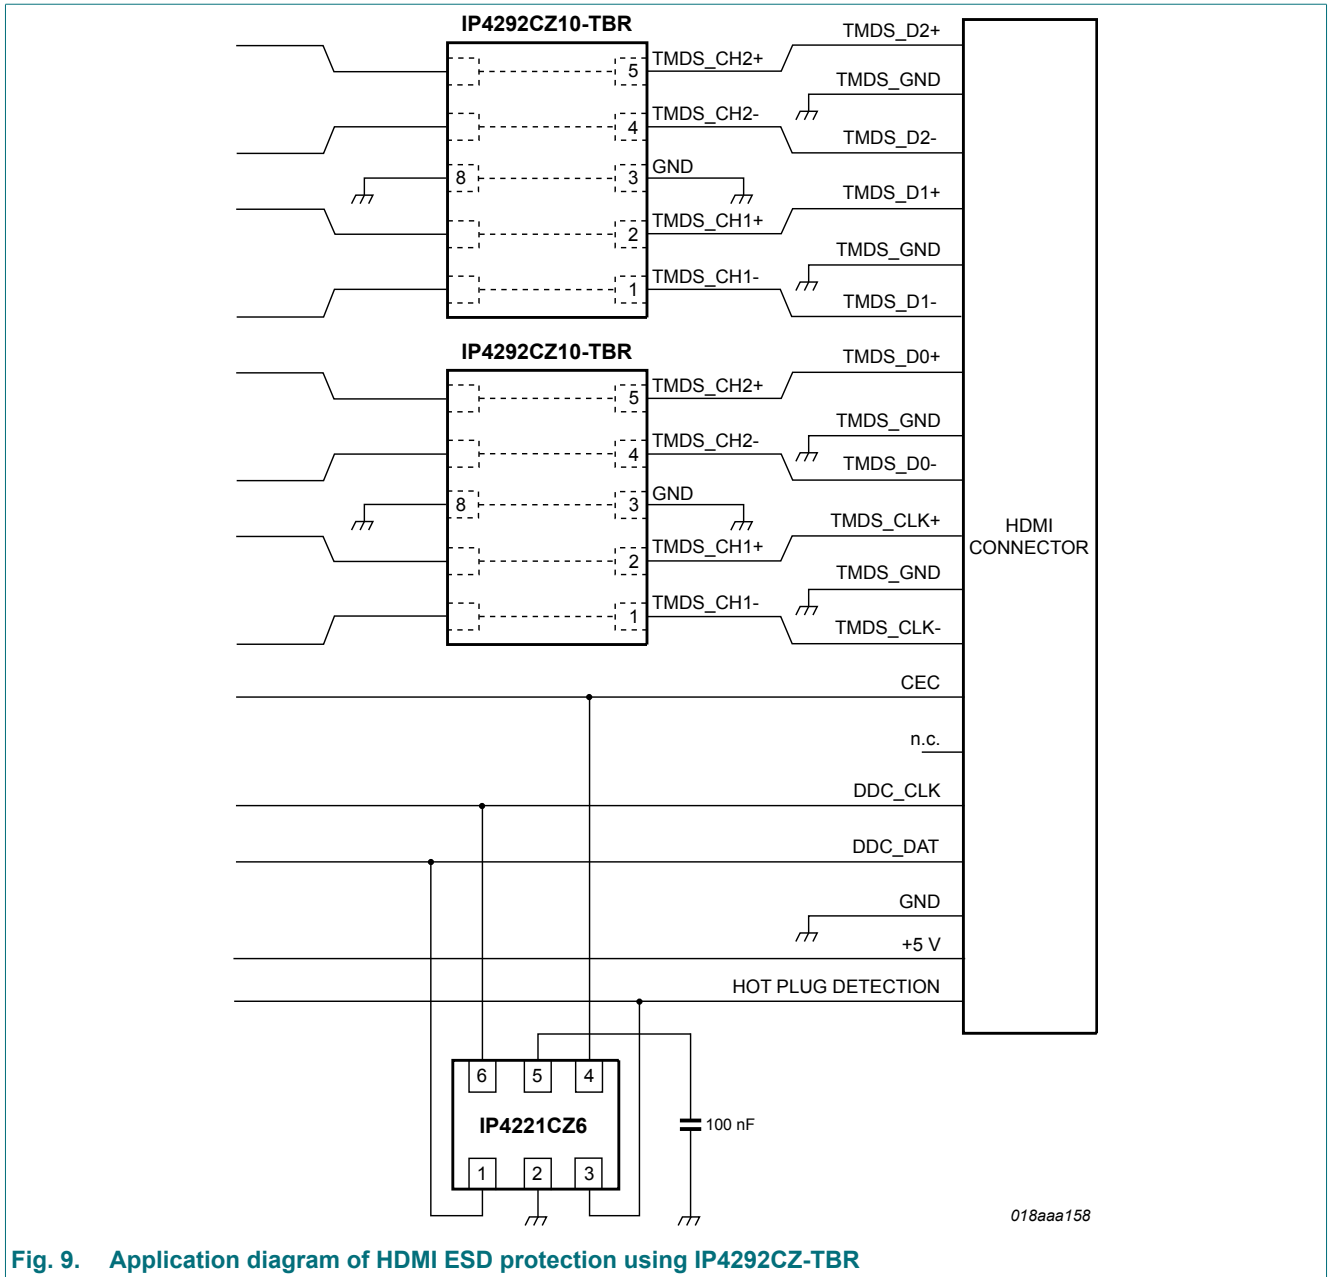 IP4292CZ10-TBR
TMDS_D2+
TMDS_CH2+
5
TMDS_GND
TMDS_CH2-
4
TMDS_D2-
8
3
GND
TMDS_D1+
TMDS_CH1+
2
TMDS_GND
TMDS_CH1-
1
TMDS_D1-
IP4292CZ10-TBR
TMDS_D0+
TMDS_CH2+
5
TMDS_GND
TMDS_CH2-
4
TMDS_D0-
8
3
GND
TMDS_CLK+
HDMI
CONNECTOR
TMDS_CH1+
2
TMDS_GND
TMDS_CH1-
1
TMDS_CLK-
CEC
n.c.
DDC_CLK
DDC_DAT
GND
+5 V
HOT PLUG DETECTION
6 5 4
IP4221CZ6
100 nF
1 2 3
018aaa158
Fig. 9. Application diagram of HDMI ESD protection using IP4292CZ-TBR